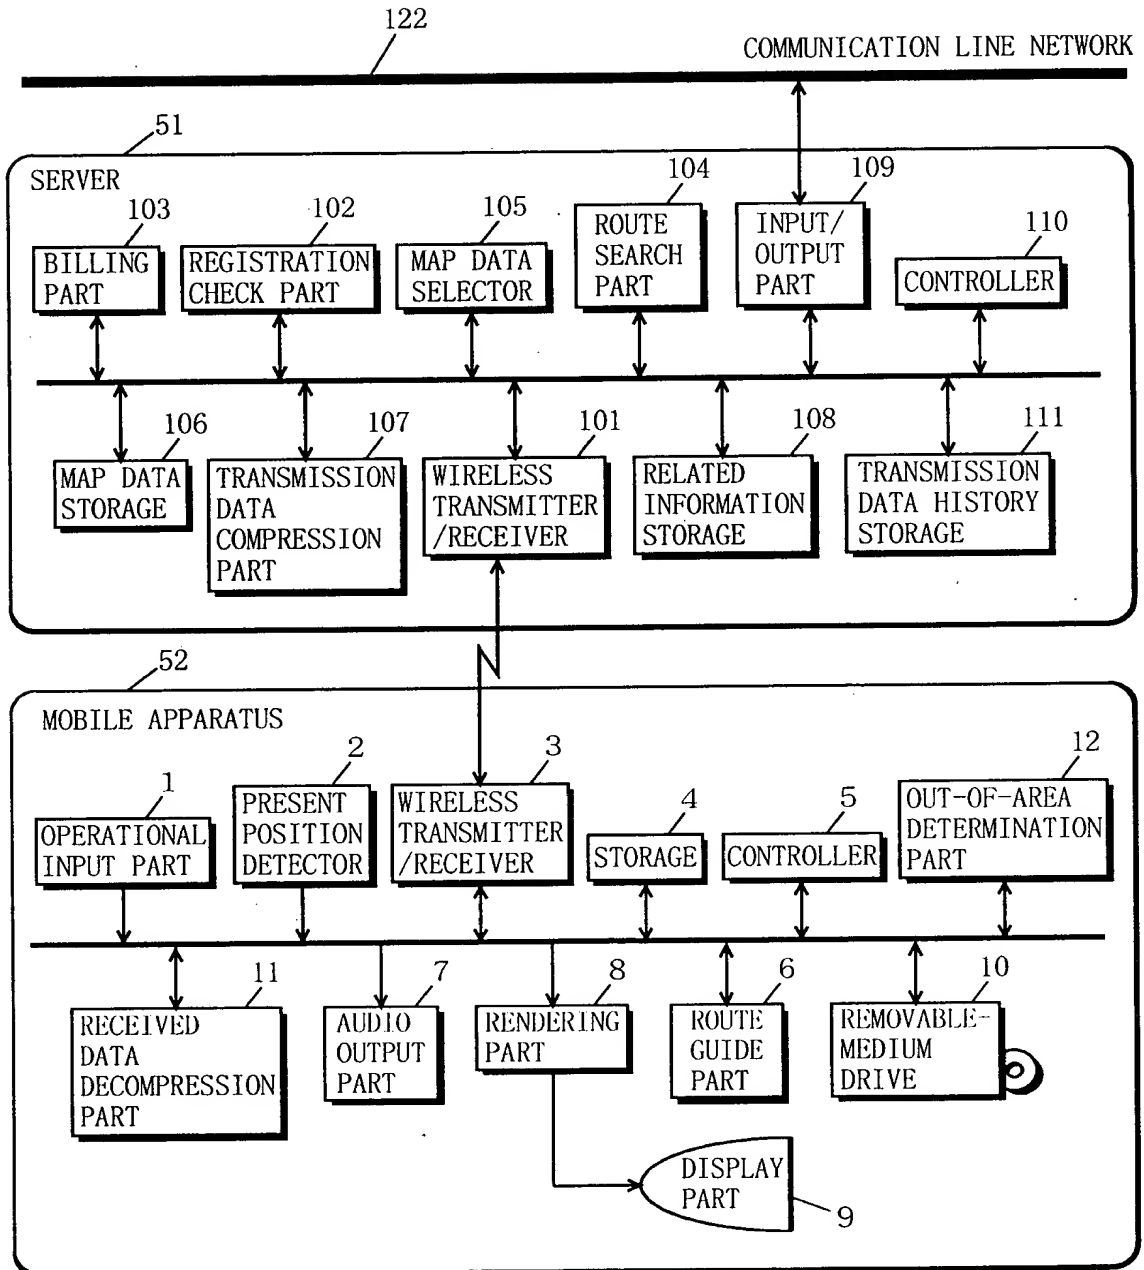 122
COMMUNICATION LINE NETWORK
51
SERVER
103
BILLING
PART
102
REGISTRATION
CHECK PART
105
MAP DATA
SELECTOR
104
ROUTE
SEARCH
PART
109
INPUT/
OUTPUT
PART
110
CONTROLLER
106
MAP DATA
STORAGE
107
TRANSMISSION
DATA
COMPRESSION
PART
101
WIRELESS
TRANSMITTER
/RECEIVER
108
RELATED
INFORMATION
STORAGE
111
TRANSMISSION
DATA HISTORY
STORAGE
52
MOBILE APPARATUS
1
OPERATIONAL
INPUT PART
2
PRESENT
POSITION
DETECTOR
3
WIRELESS
TRANSMITTER
/RECEIVER
4
STORAGE
5
CONTROLLER
12
OUT-OF-AREA
DETERMINATION
PART
11
RECEIVED
DATA
DECOMPRESSION
PART
7
AUDIO
OUTPUT
PART
8
RENDERING
PART
6
ROUTE
GUIDE
PART
10
REMOVABLE-
MEDIUM
DRIVE
DISPLAY
PART
9